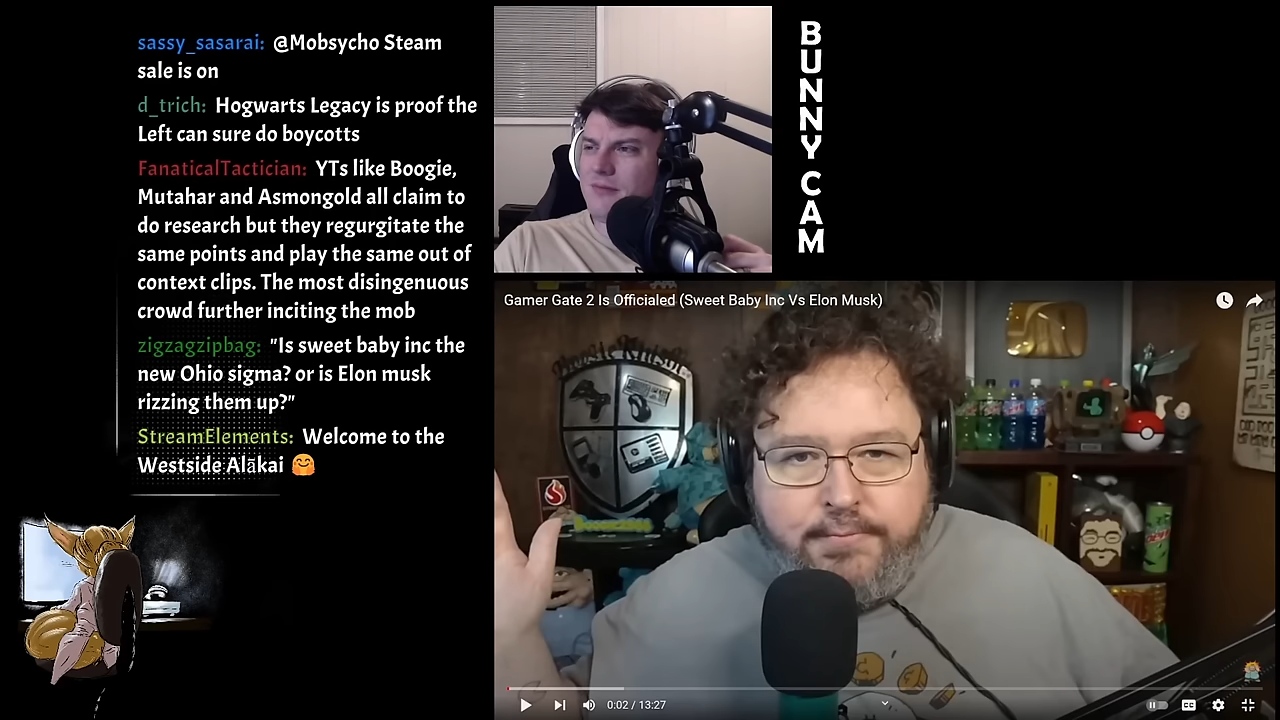 sassy_sasarai: @Mobsycho Steam
sale is on
d_trich: Hogwarts Legacy is proof the
Left can sure do boycotts
FanaticalTactician: YTs like Boogie,
Mutahar and Asmongold all claim to
do research but they regurgitate the
same points and play the same out of
context clips. The most disingenuous
crowd further inciting the mob
zigzagzipbag: "Is sweet baby inc the
new Ohio sigma? or is Elon musk
rizzing them up?"
StreamElements: Welcome to the
Westside Alākai 🤗
BUNNY CAM
Gamer Gate 2 Is Officialed (Sweet Baby Inc Vs Elon Musk)
0:02 / 13:27
CC